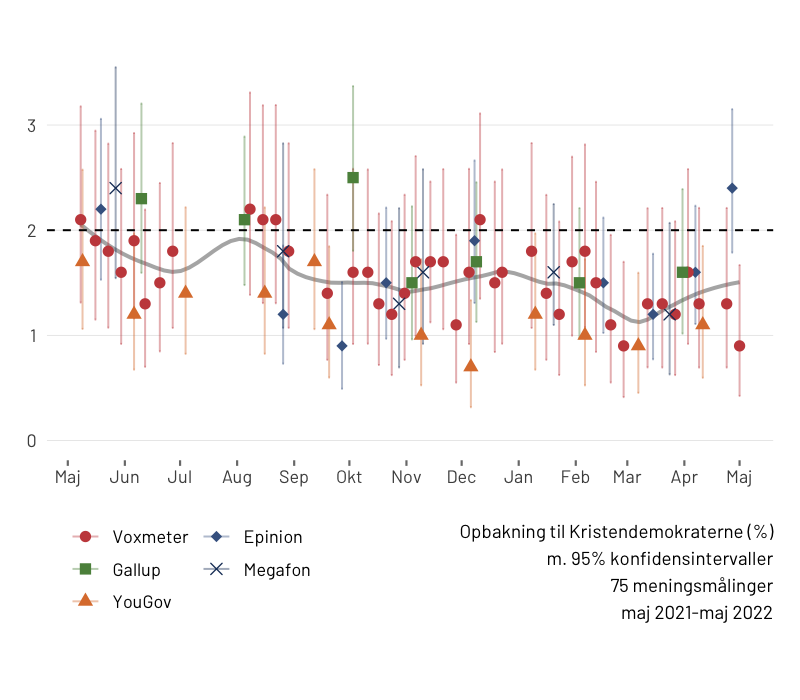 3
2
1
0
Maj Jun Jul Aug Sep Okt Nov Dec Jan Feb Mar Apr Maj
Voxmeter Epinion
Gallup Megafon
YouGov
Opbakning til Kristendemokraterne (%)
m. 95% konfidensintervaller
75 meningsmålinger
maj 2021-maj 2022